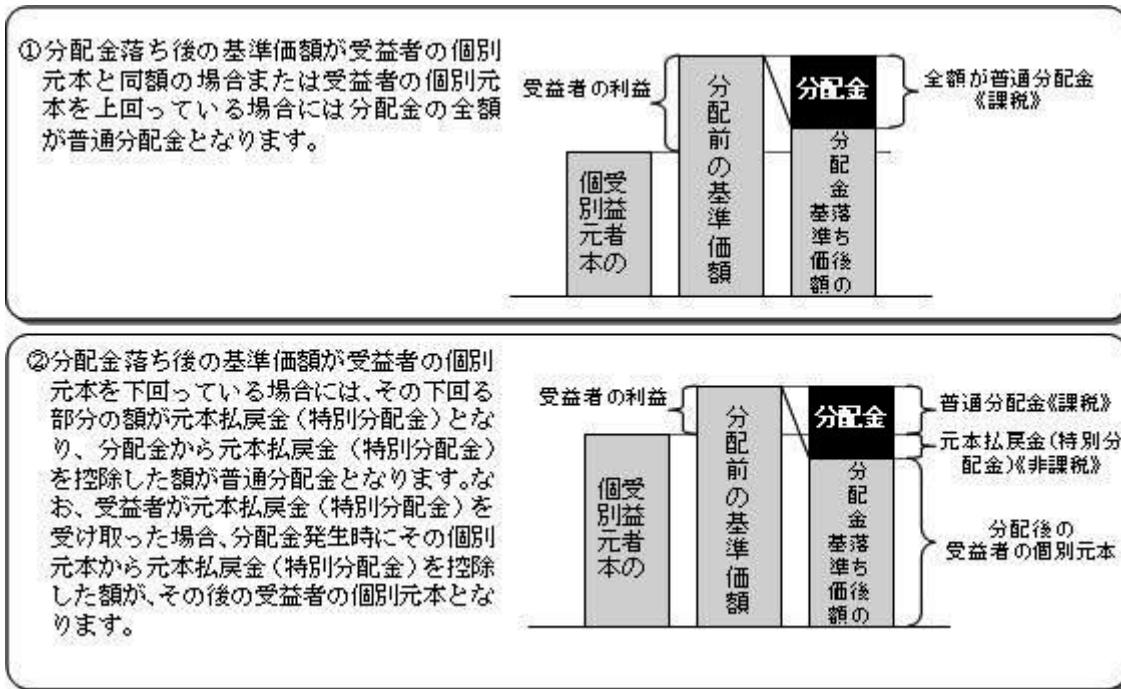 ①分配金落ち後の基準価額が受益者の個別
元本と同額の場合または受益者の個別元
本を上回っている場合には分配金の全額
が普通分配金となります。
受益者の利益
受益者の
個別元本
分配前の基準価額
分配金
分配金落ち後の
基準価額
全額が普通分配金
《課税》
②分配金落ち後の基準価額が受益者の個別
元本を下回っている場合には、その下回る
部分の額が元本払戻金（特別分配金）とな
り、分配金から元本払戻金（特別分配金）
を控除した額が普通分配金となります。な
お、受益者が元本払戻金（特別分配金）を
受け取った場合、分配金発生時にその個別
元本から元本払戻金（特別分配金）を控除
した額が、その後の受益者の個別元本とな
ります。
受益者の利益
受益者の
個別元本
分配前の基準価額
分配金
分配金落ち後の
基準価額
普通分配金《課税》
元本払戻金（特別分
配金）《非課税》
分配後の
受益者の個別元本